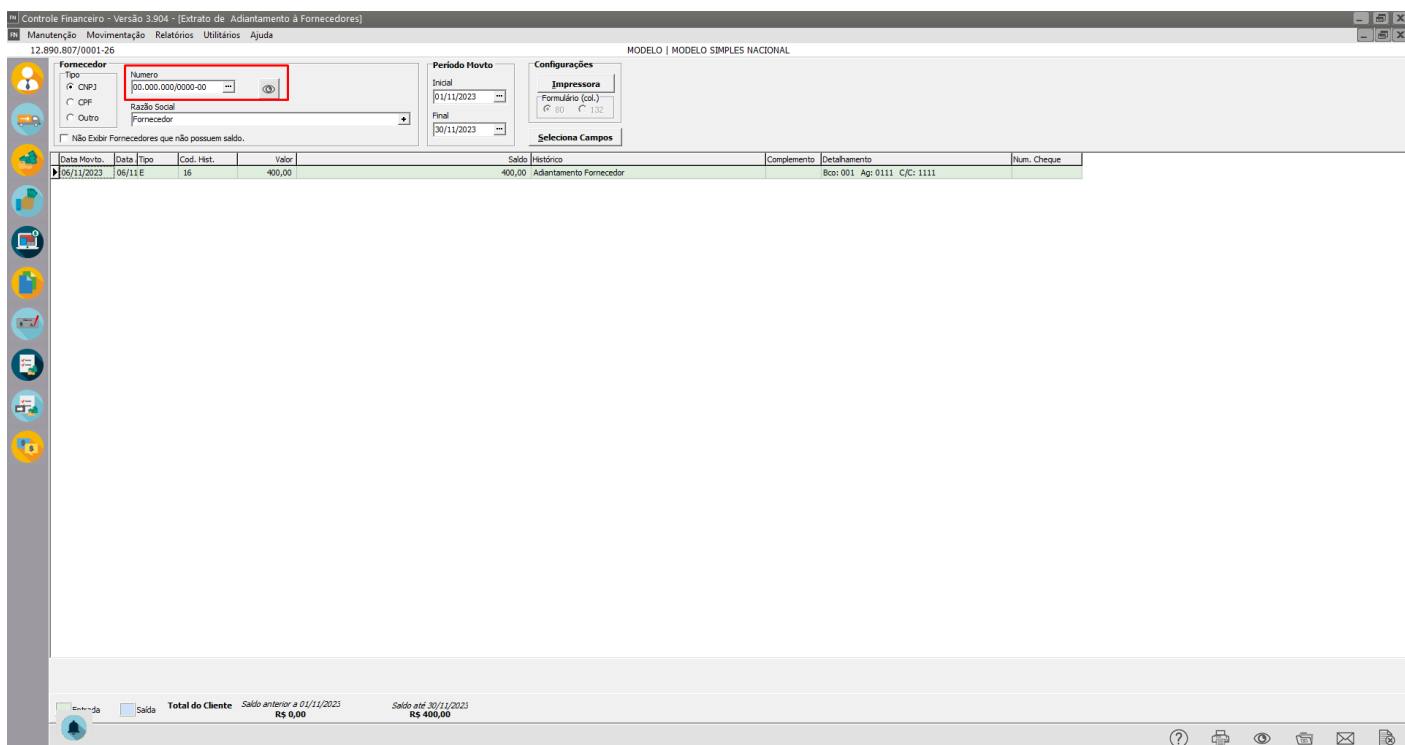 Controle Financeiro - Versão 3.904 - [Extrato de Adiantamento à Fornecedores]
Manutenção Movimentação Relatórios Utilitários Ajuda
12.890.807/0001-26 MODELO | MODELO SIMPLES NACIONAL
Fornecedor Período Movto Configurações
Tipo Numero Inicial Impressora
CNPJ 00.000.000/0000-00 01/11/2023 Formulário (col.)
CPF Razão Social 80 132
Outro Fornecedor Final
Não Exibir Fornecedores que não possuem saldo. 30/11/2023 Seleciona Campos
Data Movto. Data Tipo Cod. Hist. Valor Saldo Histórico Complemento Detalhamento Num. Cheque
06/11/2023 06/11 E 16 400,00 400,00 Adiantamento Fornecedor Bco: 001 Ag: 0111 C/C: 1111
Entrada Saída Total do Cliente Saldo anterior a 01/11/2023 Saldo até 30/11/2023
R$ 0,00 R$ 400,00